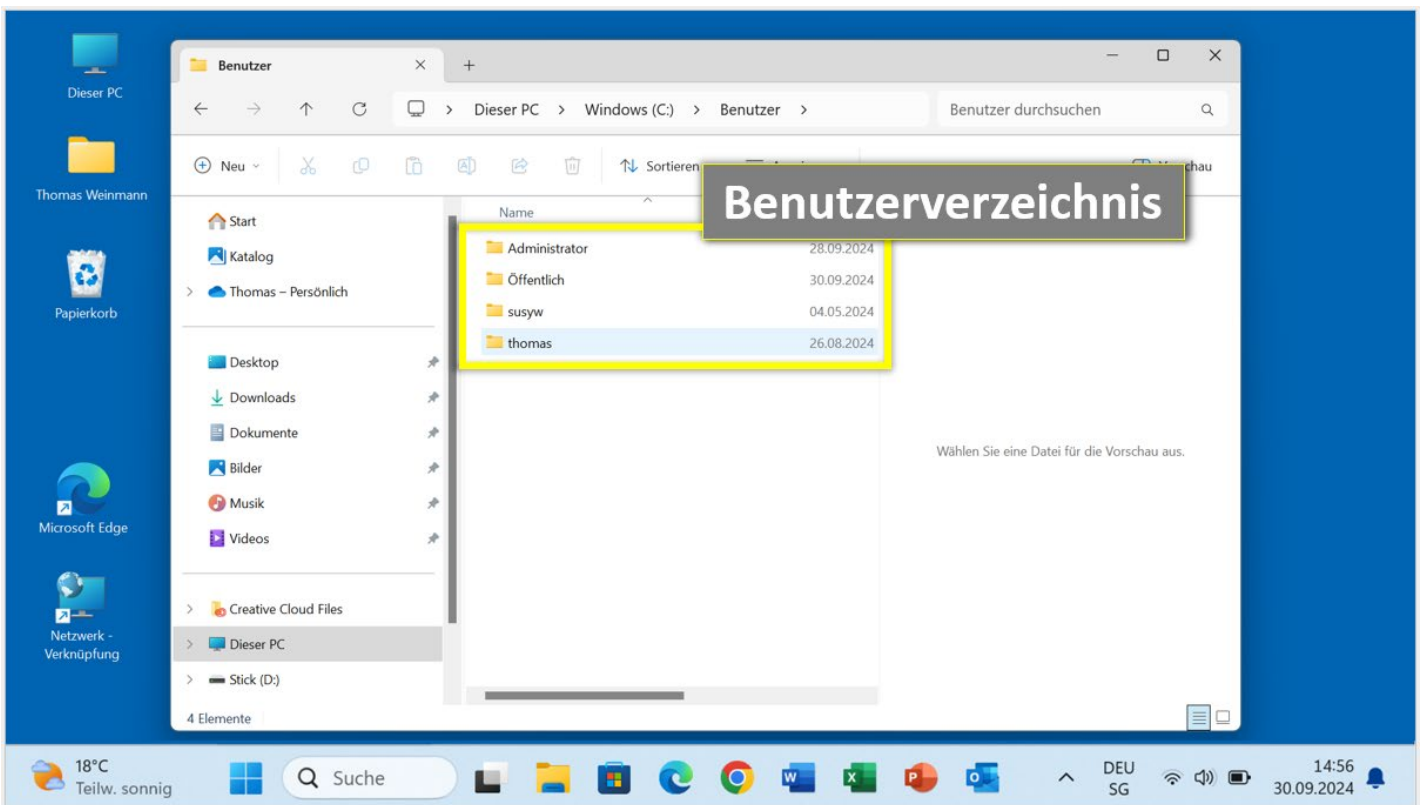 Dieser PC
Thomas Weinmann
Papierkorb
Microsoft Edge
Netzwerk -
Verknüpfung
Benutzer
Dieser PC > Windows (C:) > Benutzer >
Benutzer durchsuchen
Neu
Sortieren
Benutzerverzeichnis
Start
Katalog
Thomas – Persönlich
Desktop
Downloads
Dokumente
Bilder
Musik
Videos
Creative Cloud Files
Dieser PC
Stick (D:)
Name
Administrator 28.09.2024
Öffentlich 30.09.2024
susyw 04.05.2024
thomas 26.08.2024
Wählen Sie eine Datei für die Vorschau aus.
4 Elemente
18°C
Teilw. sonnig
Suche
DEU
SG
14:56
30.09.2024